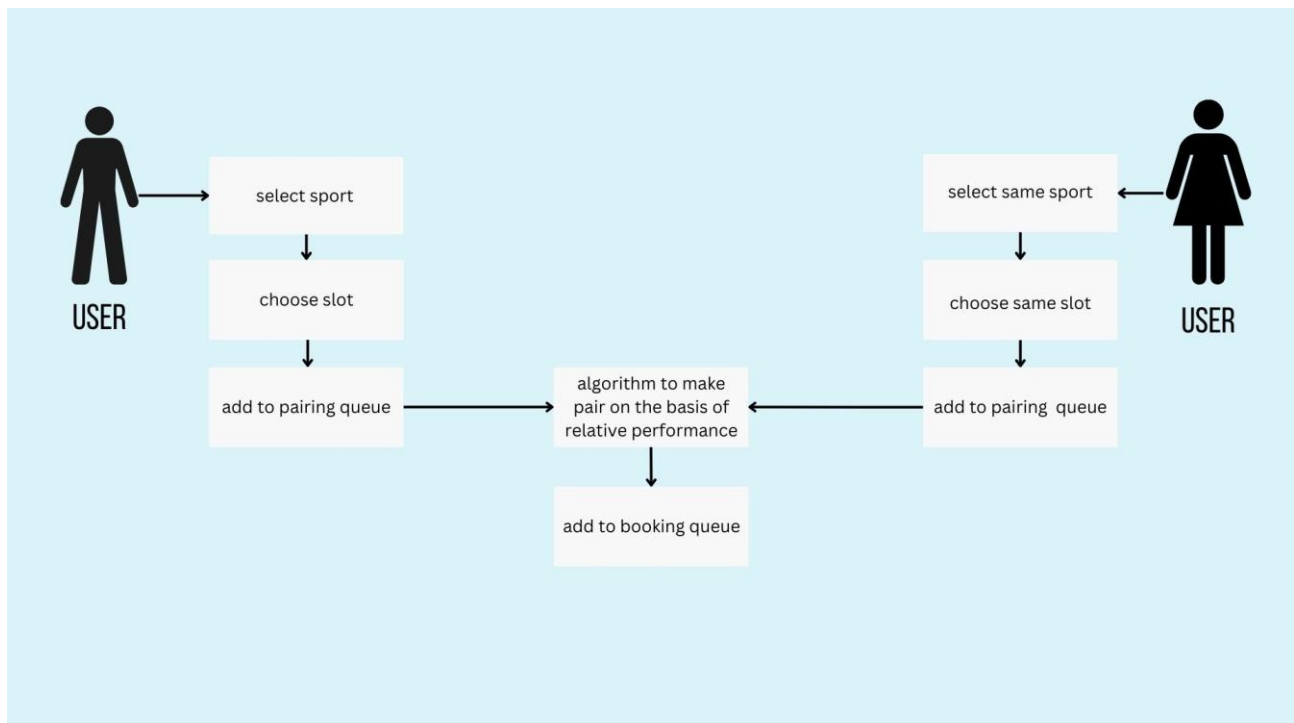 select sport
choose slot
add to pairing queue
USER
select same sport
choose same slot
add to pairing  queue
USER
algorithm to make
pair on the basis of
relative performance
add to booking queue